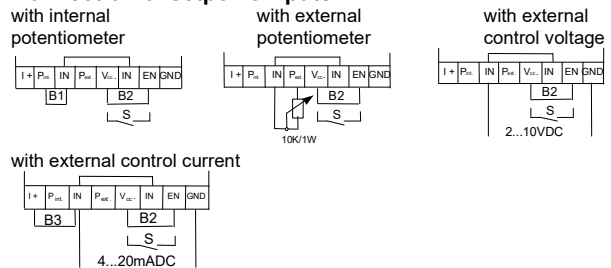 with internal
potentiometer
I + Pint. IN Pext. Vcc. IN EN GND
B1 B2
S
with external
potentiometer
I + Pint. IN Pext. Vcc. IN EN GND
B2
S
10K/1W
with external
control voltage
I + Pint. IN Pext. Vcc. IN EN GND
B2
S
2...10VDC
with external control current
I + Pint. IN Pext. Vcc. IN EN GND
B3 B2
S
4...20mADC